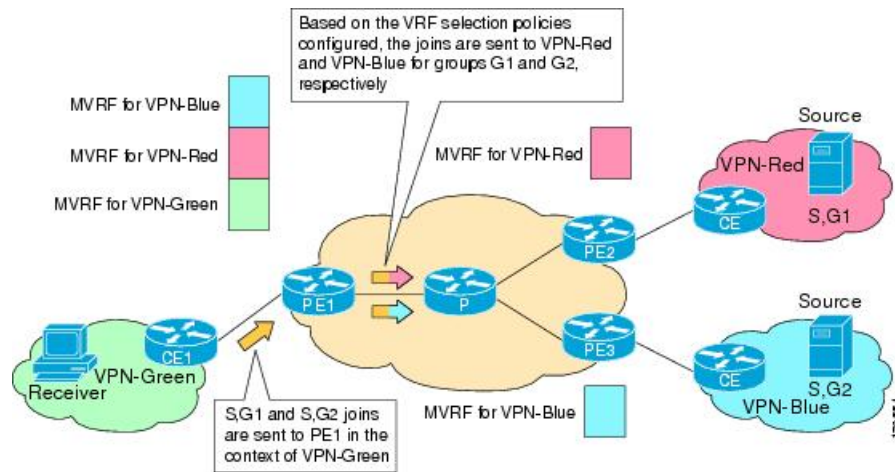 Based on the VRF selection policies
configured, the joins are sent to VPN-Red
and VPN-Blue for groups G1 and G2,
respectively
MVRF for VPN-Blue
MVRF for VPN-Red
MVRF for VPN-Green
MVRF for VPN-Red
Source
VPN-Red
S,G1
CE
PE2
PE1
P
CE1
Receiver
VPN-Green
PE3
Source
CE
S,G2
VPN-Blue
MVRF for VPN-Blue
S,G1 and S,G2 joins
are sent to PE1 in the
context of VPN-Green